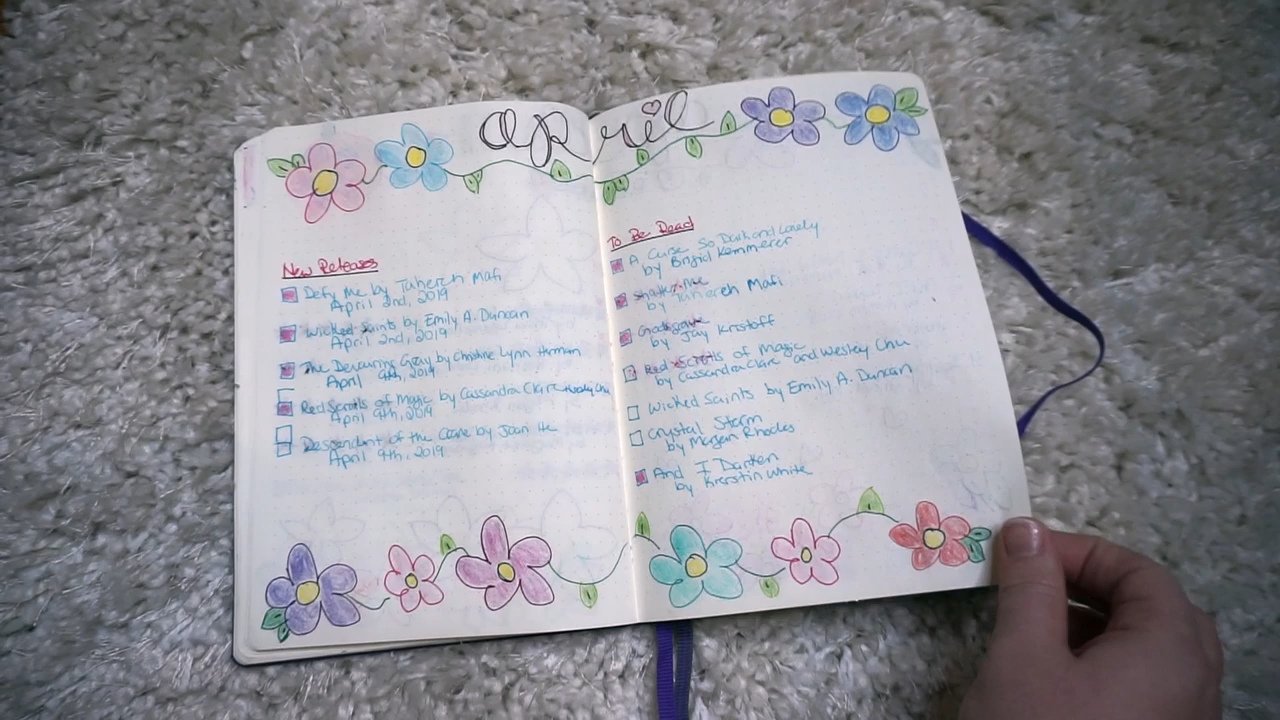 april
New Releases
Defy Me by Tahereh Mafi
April 2nd, 2019
Wicked Saints by Emily A. Duncan
April 2nd, 2019
The Devouring Gray by Christine Lynn Herman
April 9th, 2019
Red Scrolls of Magic by Cassandra Clare Wesley Chu
April 9th, 2019
Descendant of the Crane by Joan He
April 9th, 2019
To Be Read
A Curse So Dark and Lonely
by Brigid Kemmerer
Shatter Me
by Tahereh Mafi
Godsgrave
by Jay Kristoff
Red Scrolls of Magic
by Cassandra Clare and Wesley Chu
Wicked Saints by Emily A. Duncan
Crystal Storm
by Morgan Rhodes
And I Darken
by Kierstin White